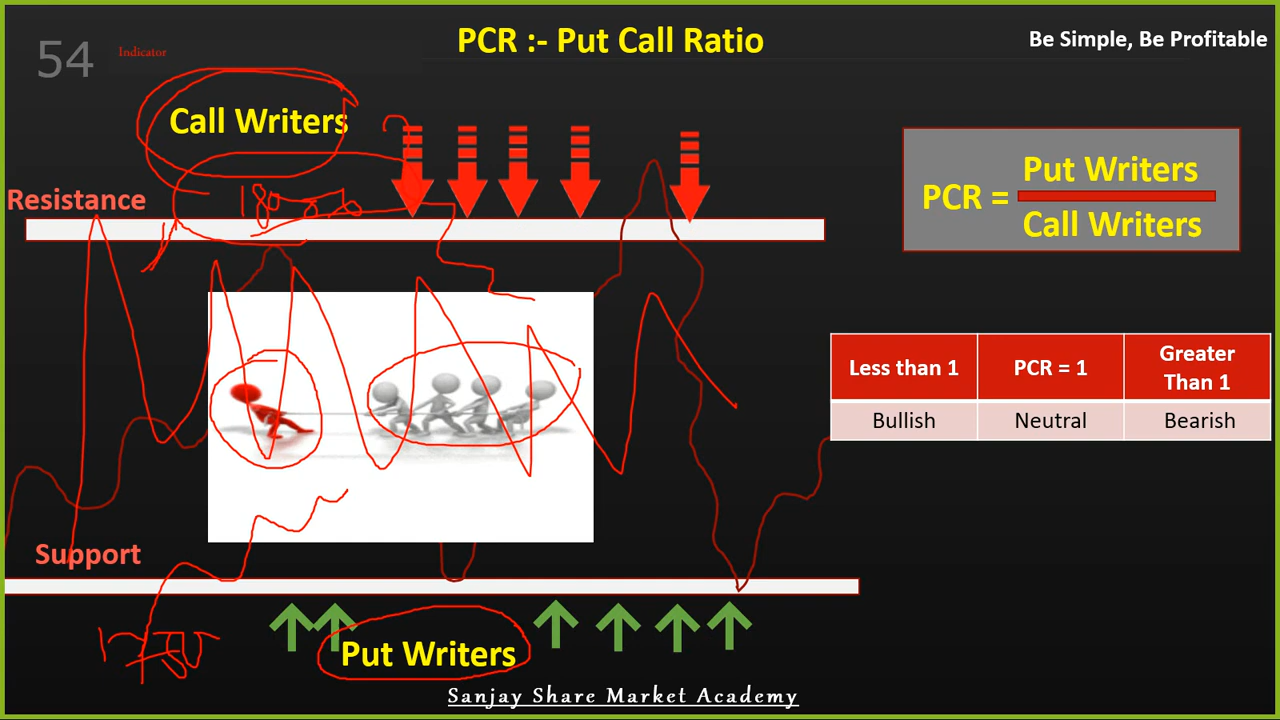 54
Indicator
PCR :- Put Call Ratio
Be Simple, Be Profitable
Call Writers
Resistance
PCR = Put Writers
Call Writers
Less than 1 PCR = 1 Greater Than 1
Bullish Neutral Bearish
Support
Put Writers
Sanjay Share Market Academy